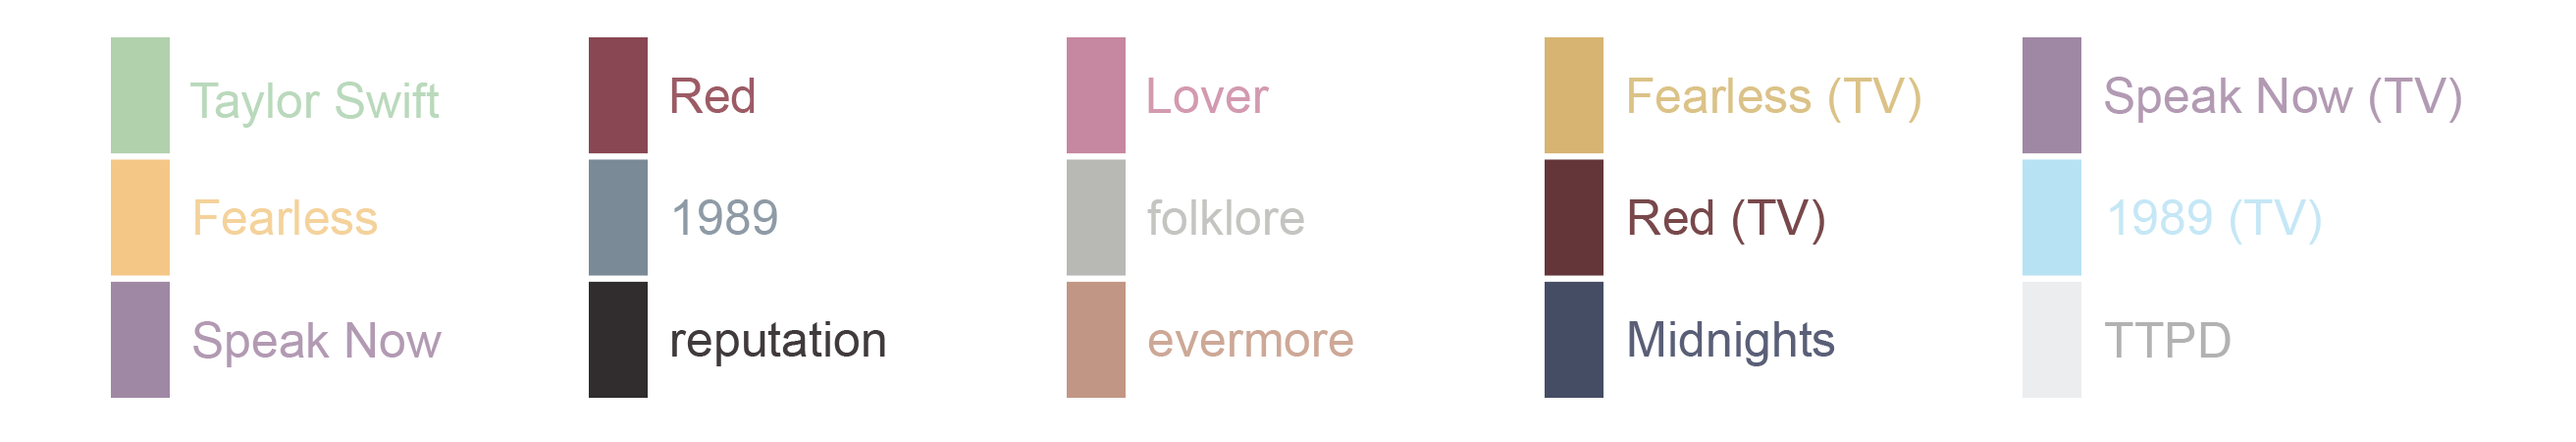 Taylor Swift
Fearless
Speak Now
Red
1989
reputation
Lover
folklore
evermore
Fearless (TV)
Red (TV)
Midnights
Speak Now (TV)
1989 (TV)
TTPD